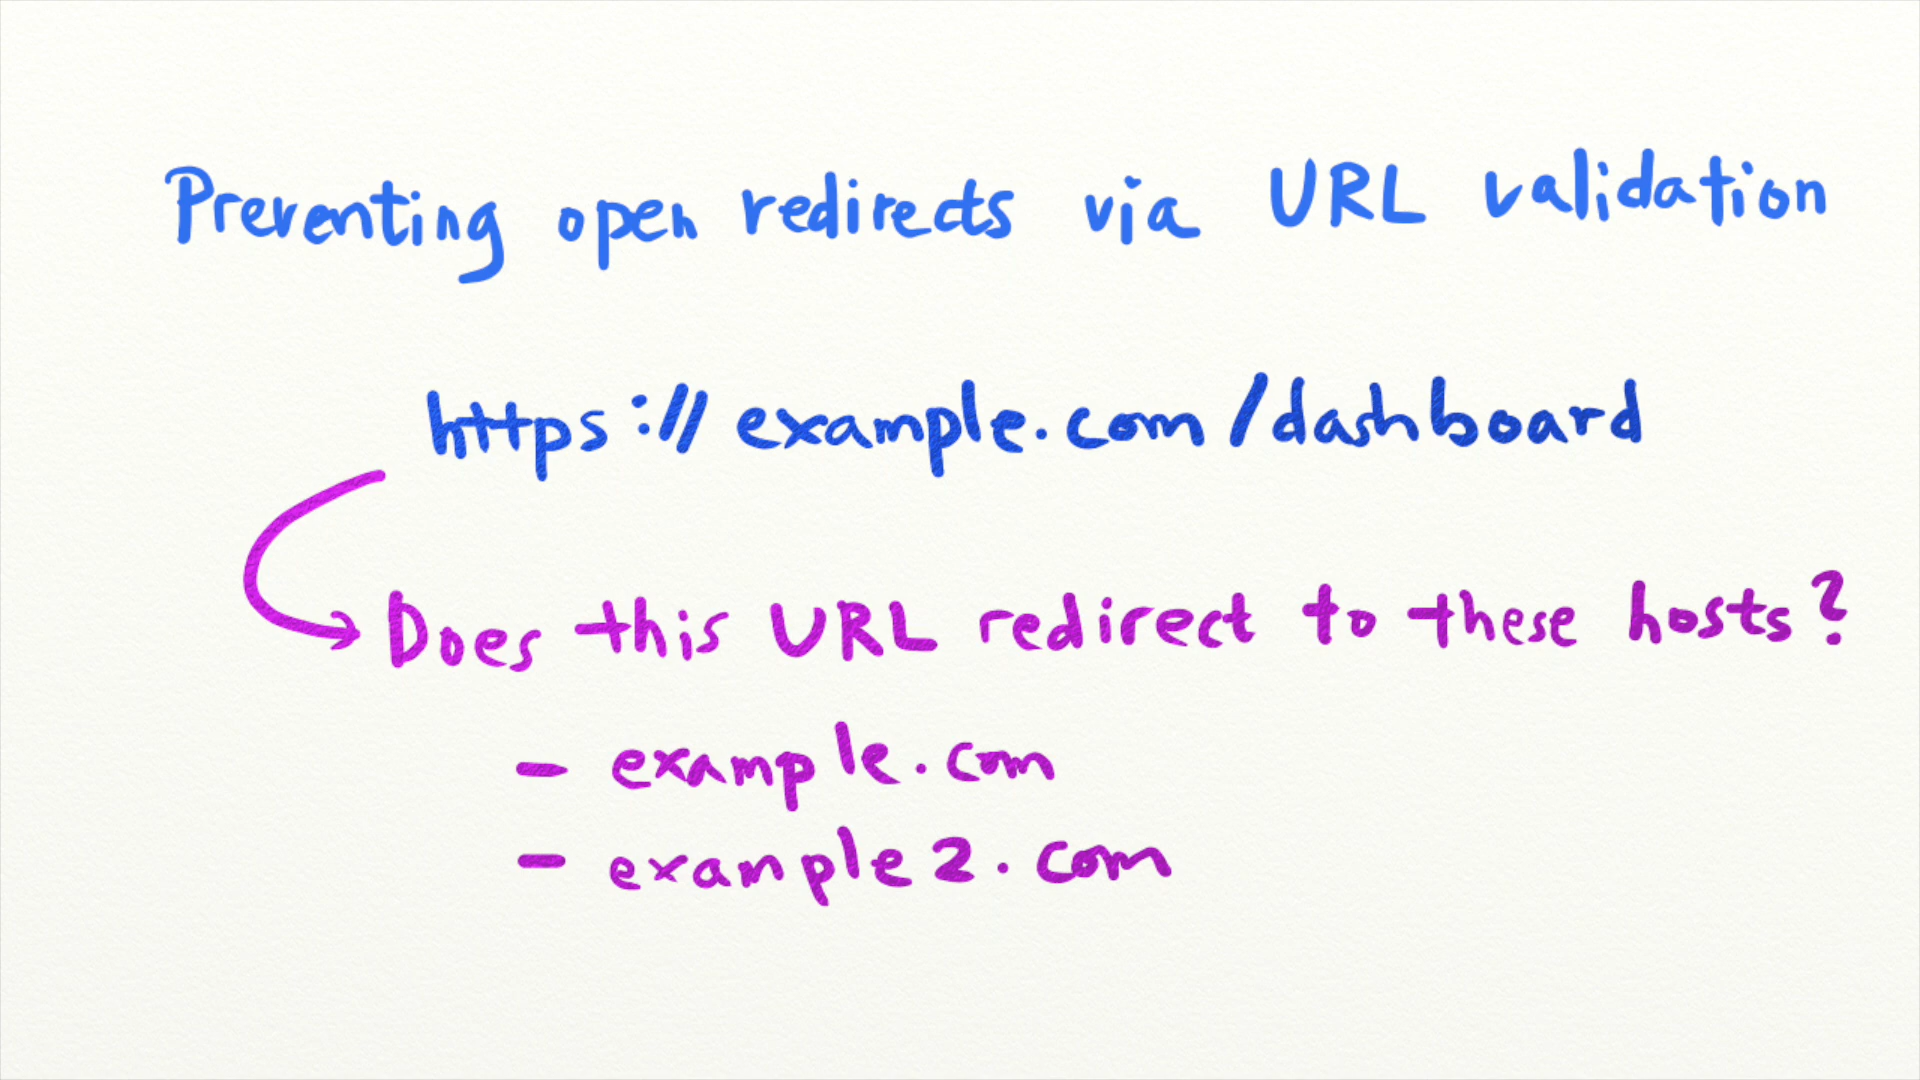 Preventing open redirects via URL validation
https://example.com/dashboard
Does this URL redirect to these hosts?
- example.com
- example2.com